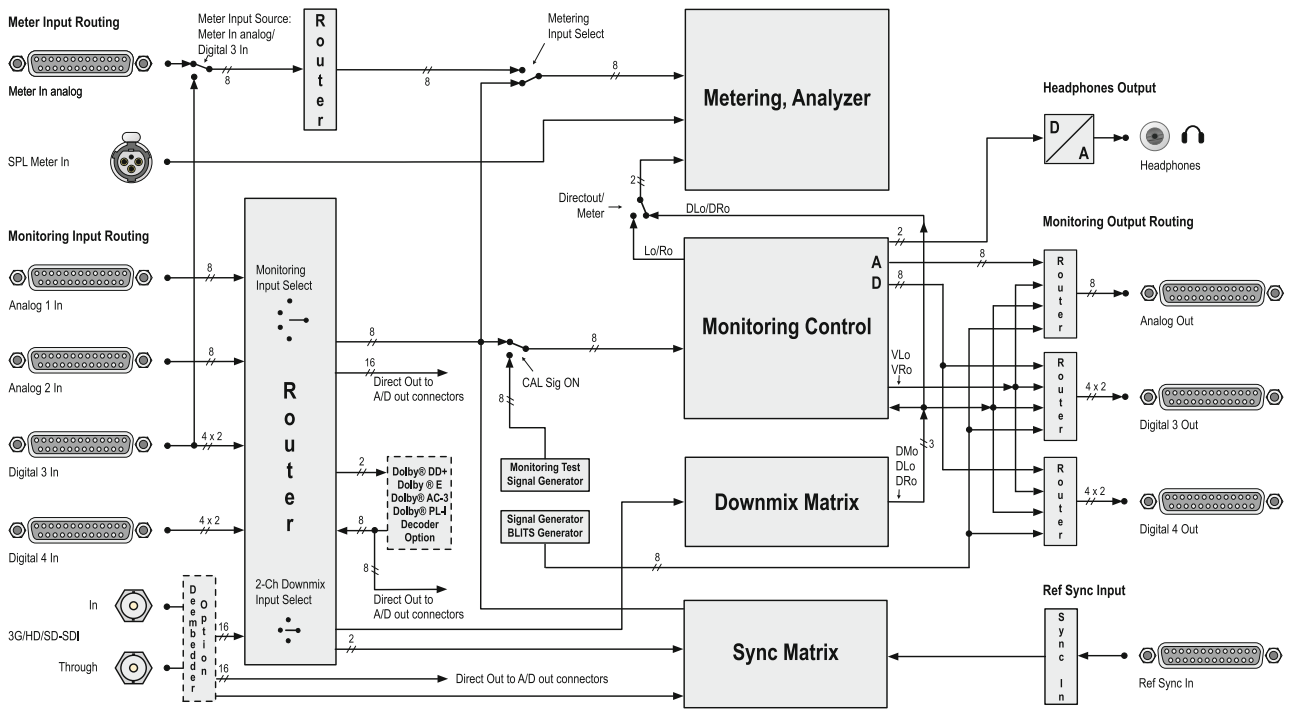 Meter Input Routing
Meter In analog
Meter Input Source:
Meter In analog/
Digital 3 In
8
Router
8
Metering
Input Select
8
Metering, Analyzer
Headphones Output
D
A
Headphones
SPL Meter In
2
Directout/
Meter
DLo/DRo
Lo/Ro
Monitoring Input Routing
8
Analog 1 In
8
Analog 2 In
4 x 2
Digital 3 In
4 x 2
Digital 4 In
Monitoring
Input Select
Router
2-Ch Downmix
Input Select
8
16
Direct Out to
A/D out connectors
CAL Sig ON
8
8
Monitoring Test
Signal Generator
Signal Generator
BLITS Generator
8
2
8
Dolby® DD+
Dolby ® E
Dolby® AC-3
Dolby® PL-I
Decoder
Option
8
Direct Out to
A/D out connectors
Monitoring Control
A
D
2
8
8
VLo
VRo
3
DMo
DLo
DRo
Downmix Matrix
Monitoring Output Routing
Router
8
Analog Out
Router
4 x 2
Digital 3 Out
Router
4 x 2
Digital 4 Out
In
3G/HD/SD-SDI
Through
Deembedder
Option
16
16
2
Direct Out to A/D out connectors
Sync Matrix
Ref Sync Input
Sync In
Ref Sync In